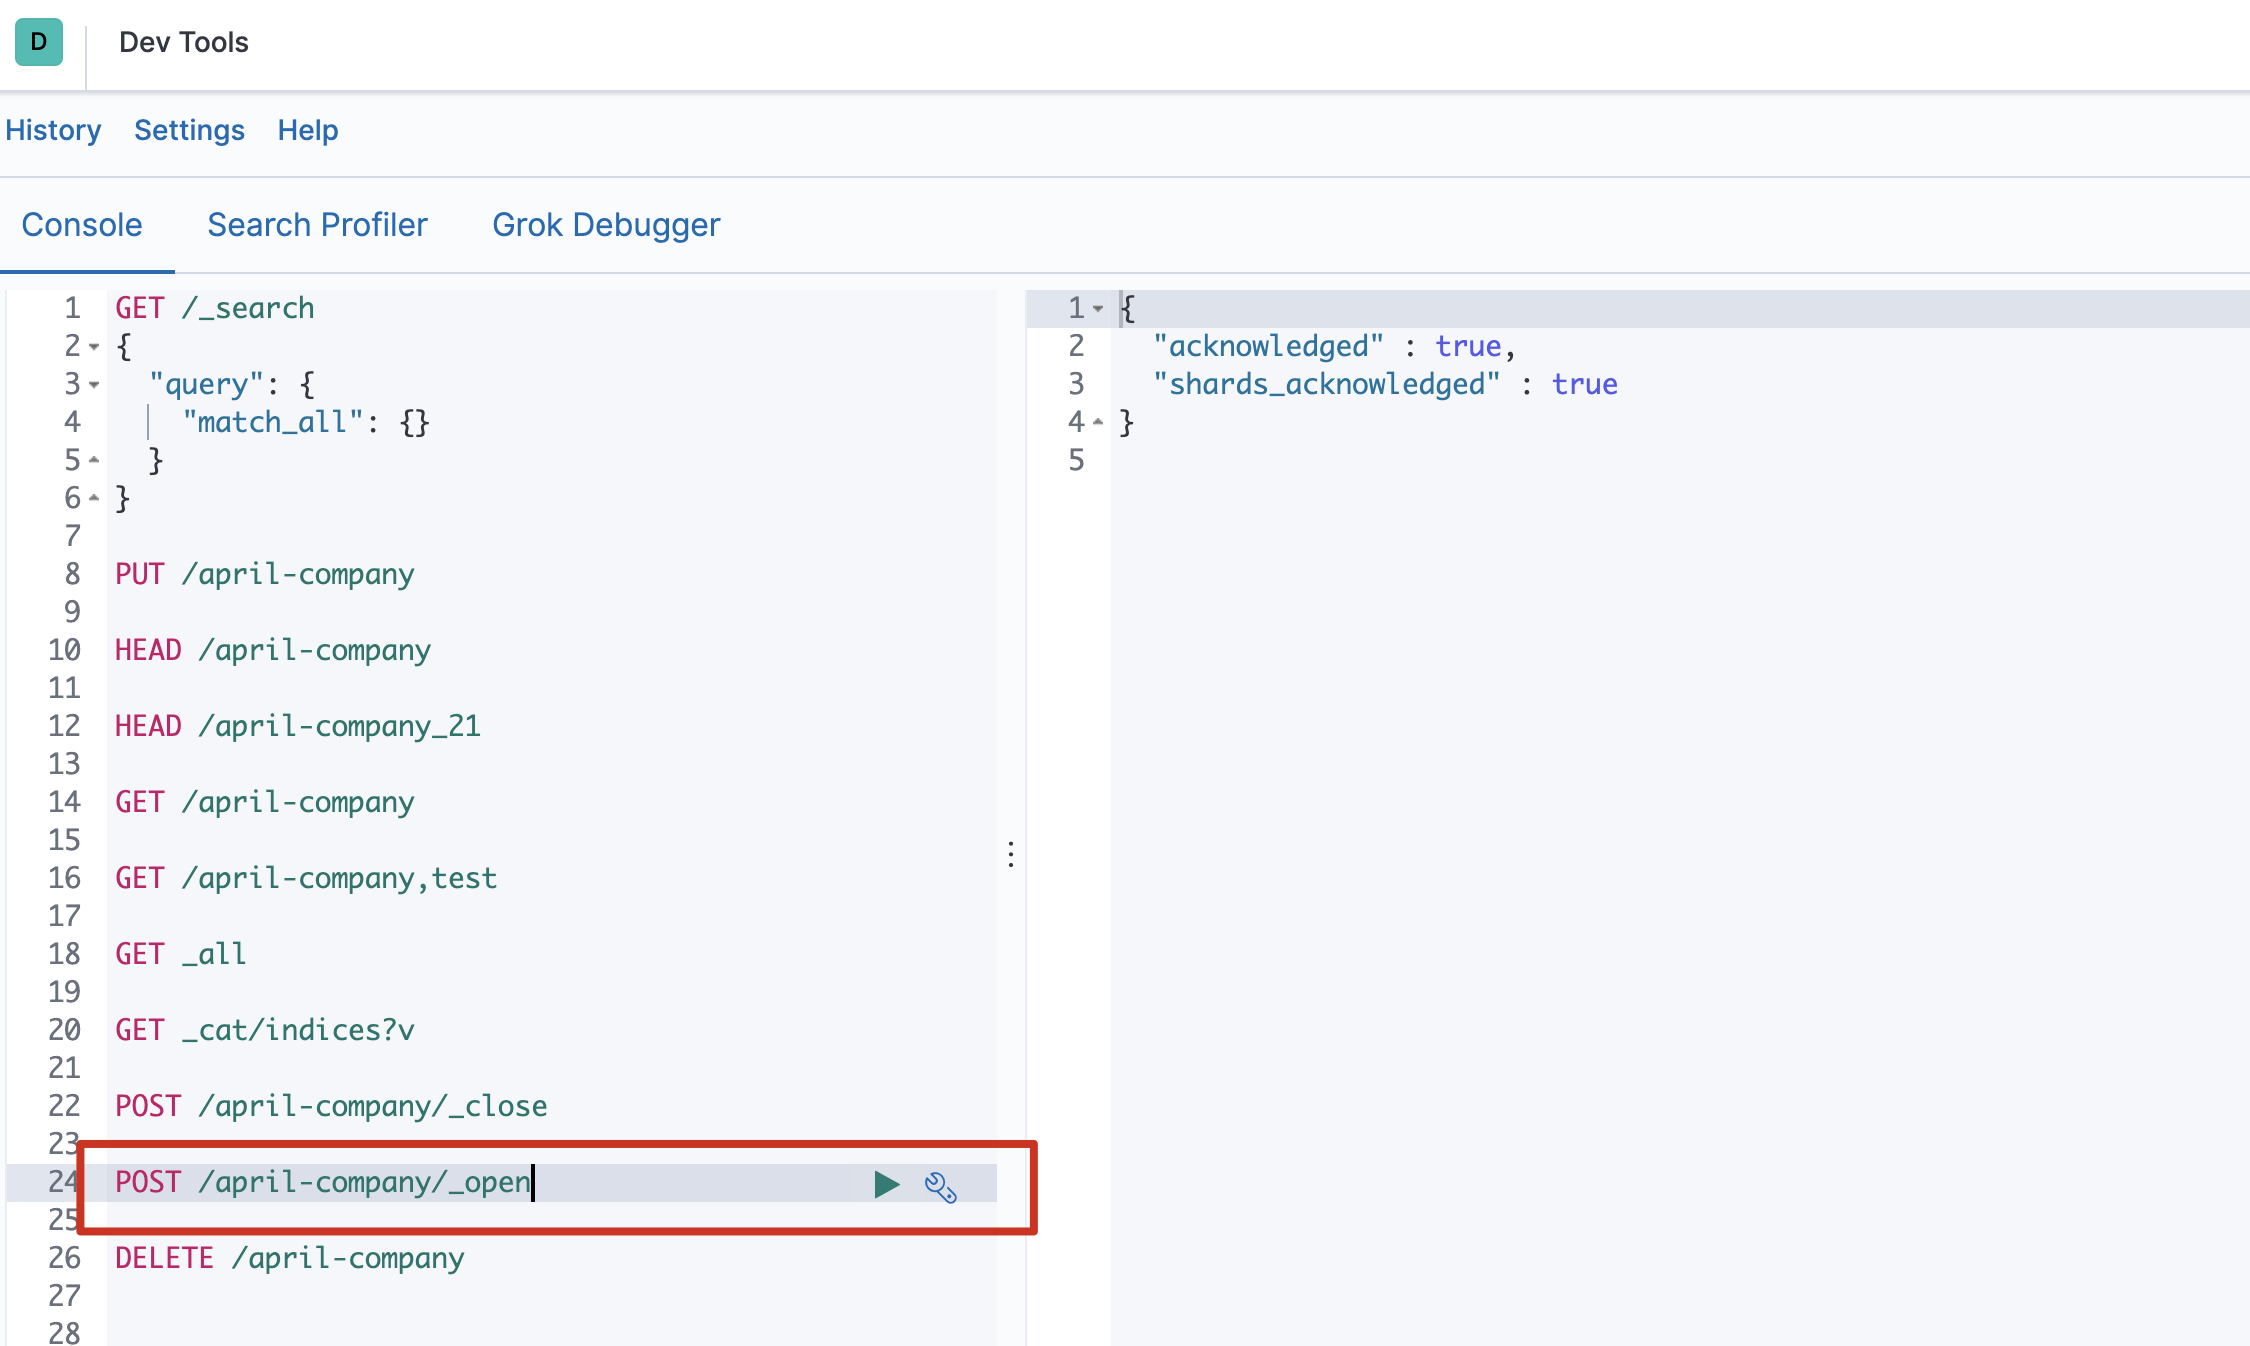 D
Dev Tools
History Settings Help
Console Search Profiler Grok Debugger
1 GET /_search
2 {
3 "query": {
4 "match_all": {}
5 }
6 }
7
8 PUT /april-company
9
10 HEAD /april-company
11
12 HEAD /april-company_21
13
14 GET /april-company
15
16 GET /april-company,test
17
18 GET _all
19
20 GET _cat/indices?v
21
22 POST /april-company/_close
23
24 POST /april-company/_open
25
26 DELETE /april-company
27
28
1 {
2 "acknowledged" : true,
3 "shards_acknowledged" : true
4 }
5